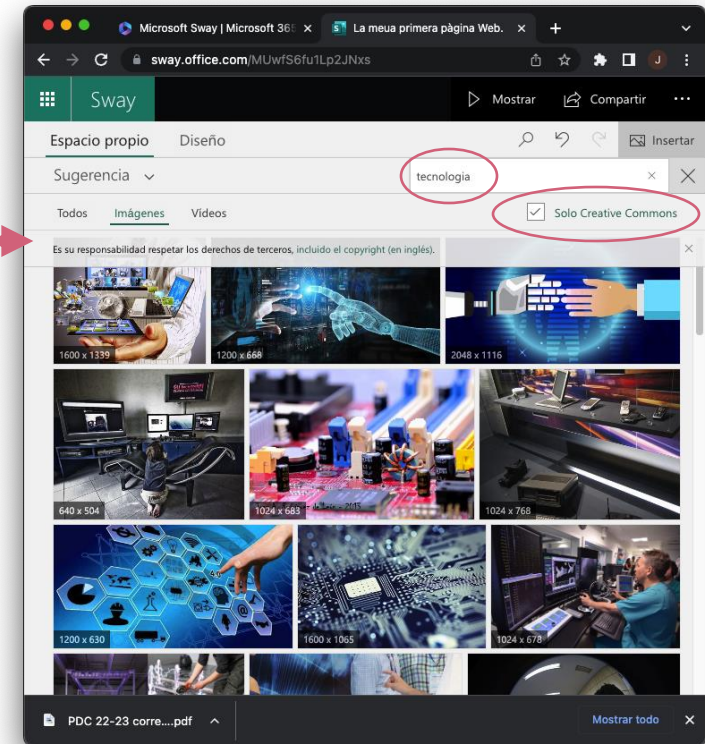 Microsoft Sway | Microsoft 365
La meua primera pàgina Web.
sway.office.com/MUwfS6fu1Lp2JNxs
J
Sway
Mostrar
Compartir
Espacio propio
Diseño
Insertar
Sugerencia
tecnologia
Todos
Imágenes
Vídeos
Solo Creative Commons
Es su responsabilidad respetar los derechos de terceros, incluido el copyright (en inglés).
1600 x 1339
1200 x 668
2048 x 1116
640 x 504
1024 x 683
1024 x 768
1200 x 630
1600 x 1065
1024 x 678
PDC 22-23 corre....pdf
Mostrar todo